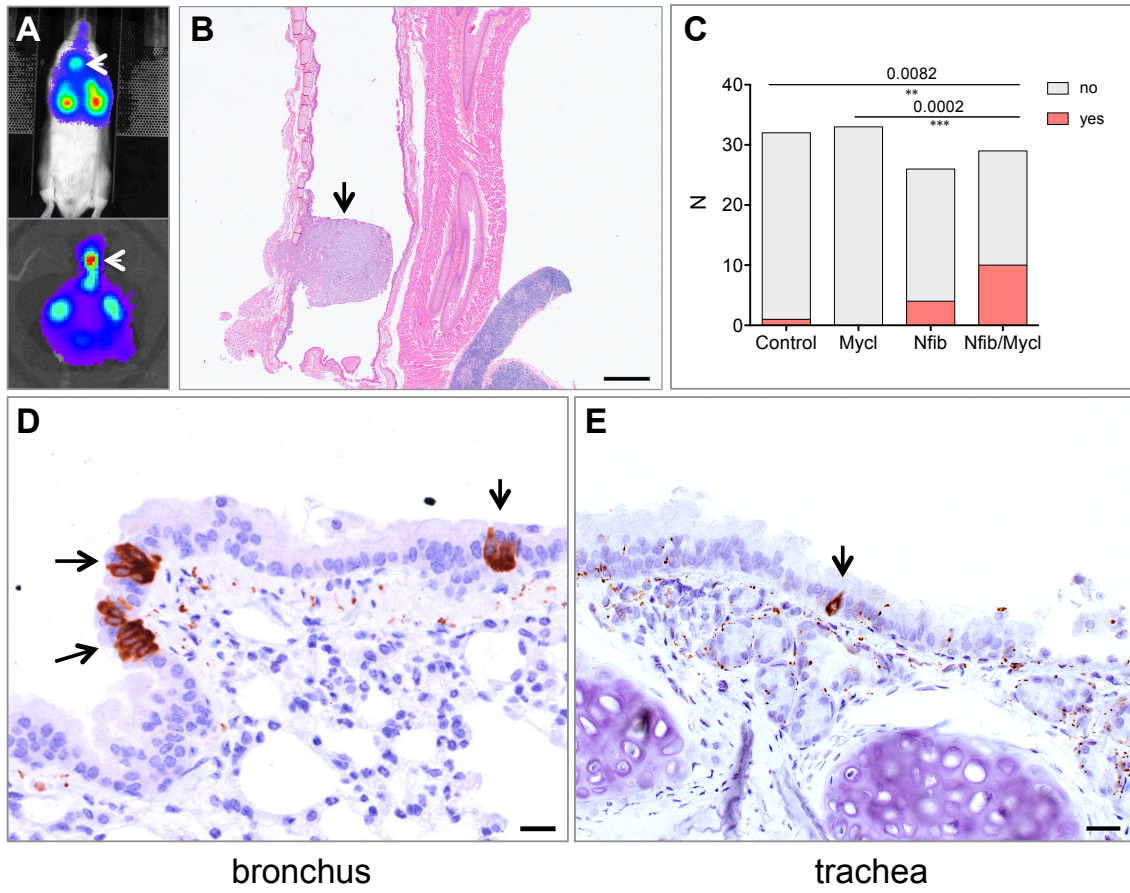 A
B
C
0.0082
**
0.0002
***
no
yes
N
40
30
20
10
0
Control Mycl Nfib Nfib/Mycl
D
E
bronchus
trachea